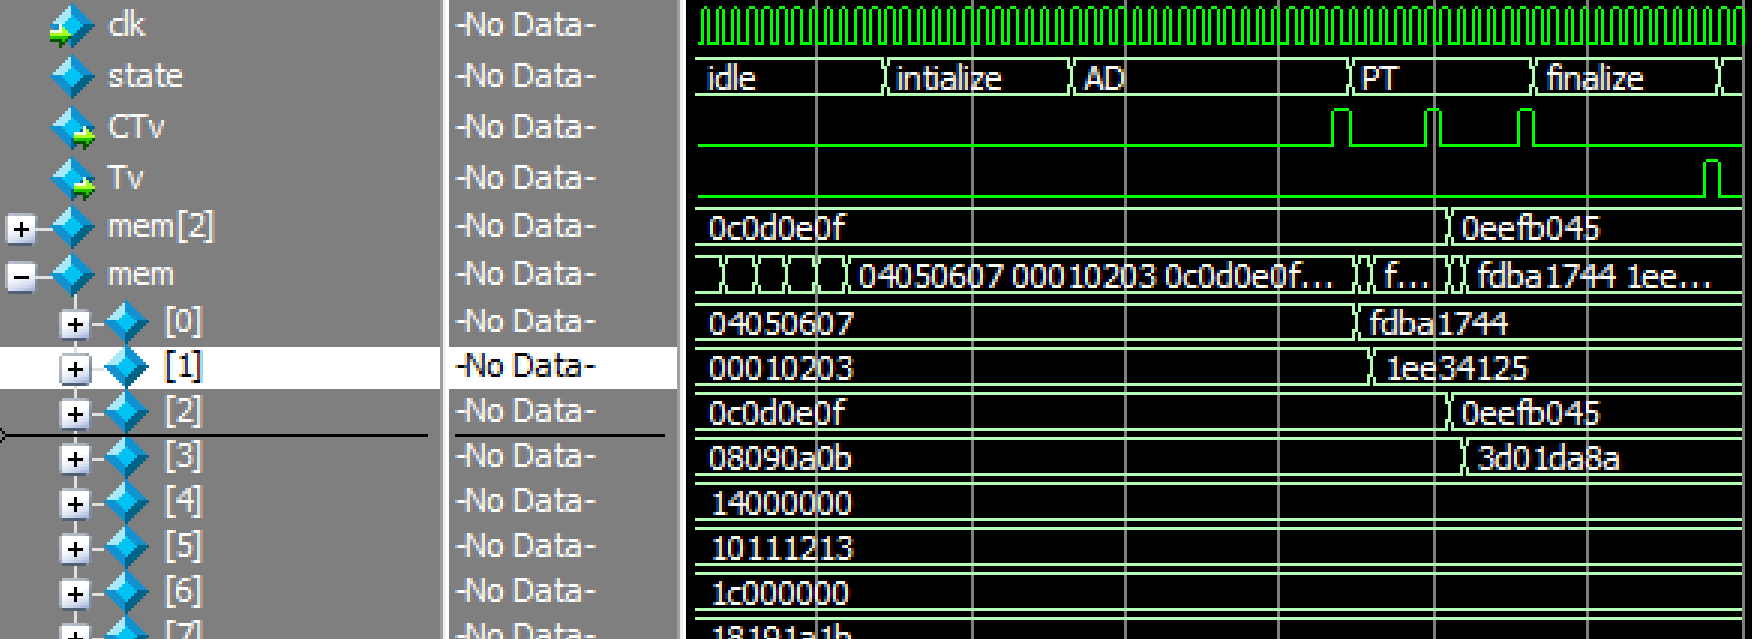 clk -No Data-
state -No Data- idle intialize AD PT finalize
CTv -No Data-
Tv -No Data-
mem[2] -No Data- 0c0d0e0f 0eefb045
mem -No Data- 04050607 00010203 0c0d0e0f... f... fdba1744 1ee...
[0] -No Data- 04050607 fdba1744
[1] -No Data- 00010203 1ee34125
[2] -No Data- 0c0d0e0f 0eefb045
[3] -No Data- 08090a0b 3d01da8a
[4] -No Data- 14000000
[5] -No Data- 10111213
[6] -No Data- 1c000000
[7] -No Data- 18191a1b